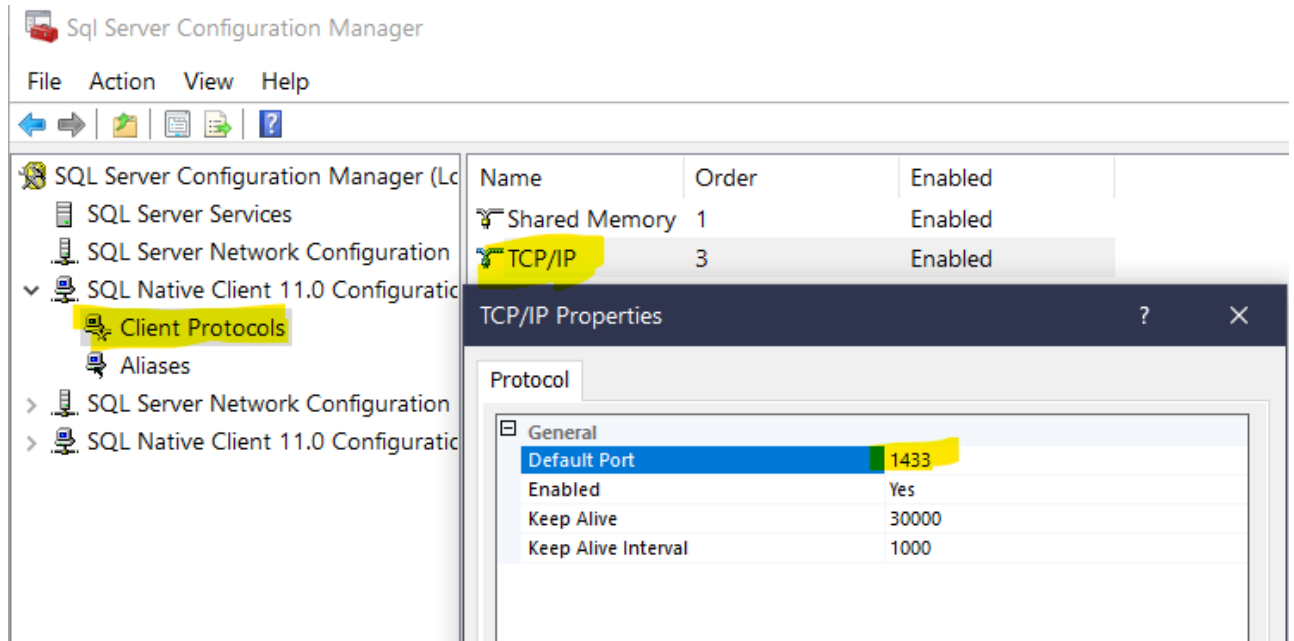 Sql Server Configuration Manager
File Action View Help
SQL Server Configuration Manager (Lc
SQL Server Services
SQL Server Network Configuration
SQL Native Client 11.0 Configuratic
Client Protocols
Aliases
SQL Server Network Configuration
SQL Native Client 11.0 Configuratic
Name Order Enabled
Shared Memory 1 Enabled
TCP/IP 3 Enabled
TCP/IP Properties ? ×
Protocol
General
Default Port 1433
Enabled Yes
Keep Alive 30000
Keep Alive Interval 1000